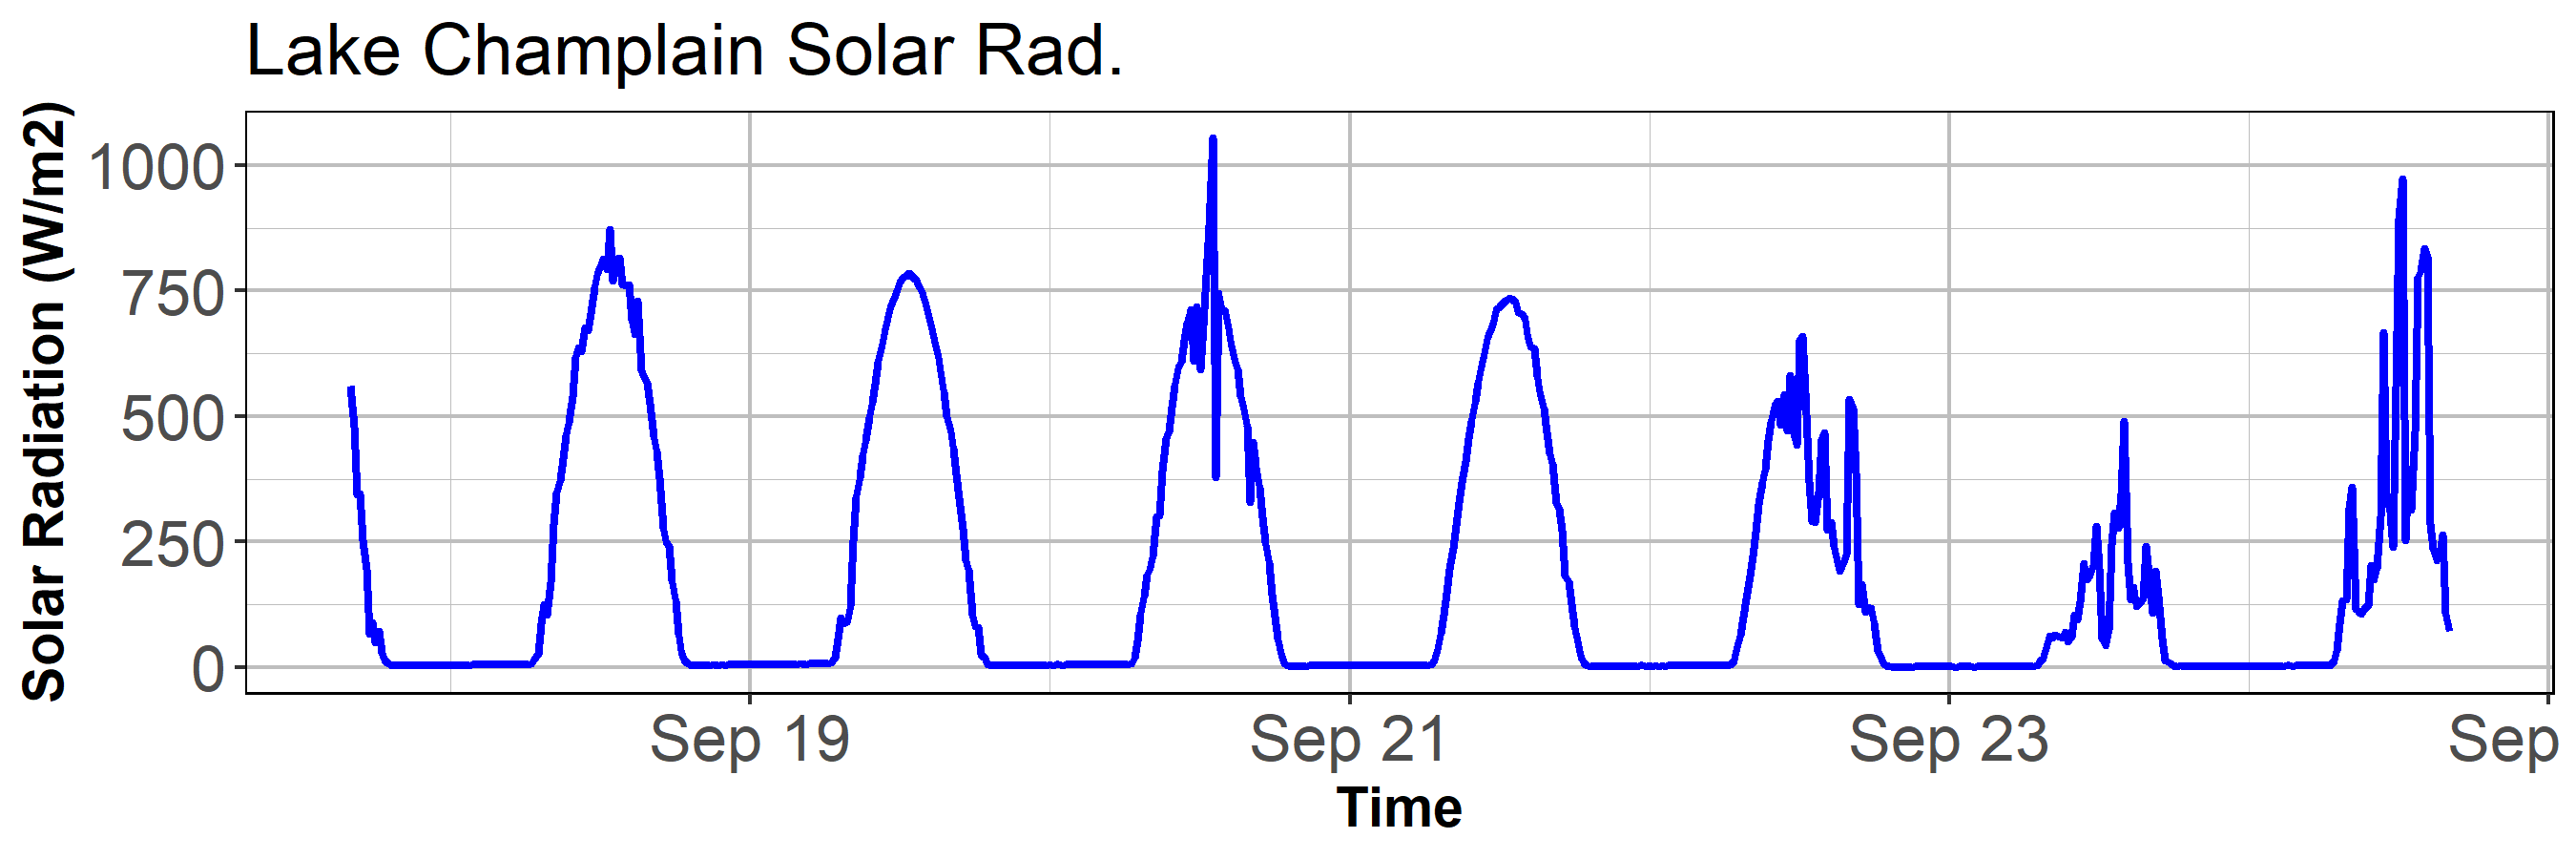 Lake Champlain Solar Rad.
Solar Radiation (W/m2)
1000
750
500
250
0
Sep 19 Sep 21 Sep 23 Sep
Time